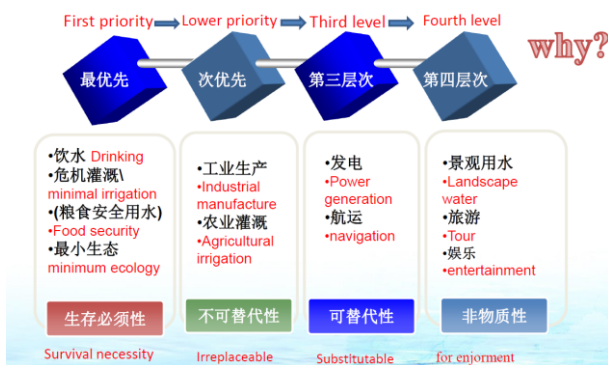 First priority
Lower priority
Third level
Fourth level
why?
最优先
次优先
第三层次
第四层次
•饮水 Drinking
•危机灌溉\
minimal irrigation
•(粮食安全用水)
•Food security
•最小生态
minimum ecology
•工业生产
•Industrial
manufacture
•农业灌溉
•Agricultural
irrigation
•发电
•Power
generation
•航运
•navigation
•景观用水
•Landscape
water
•旅游
•Tour
•娱乐
•entertainment
生存必须性
不可替代性
可替代性
非物质性
Survival necessity
Irreplaceable
Substitutable
for enjorment